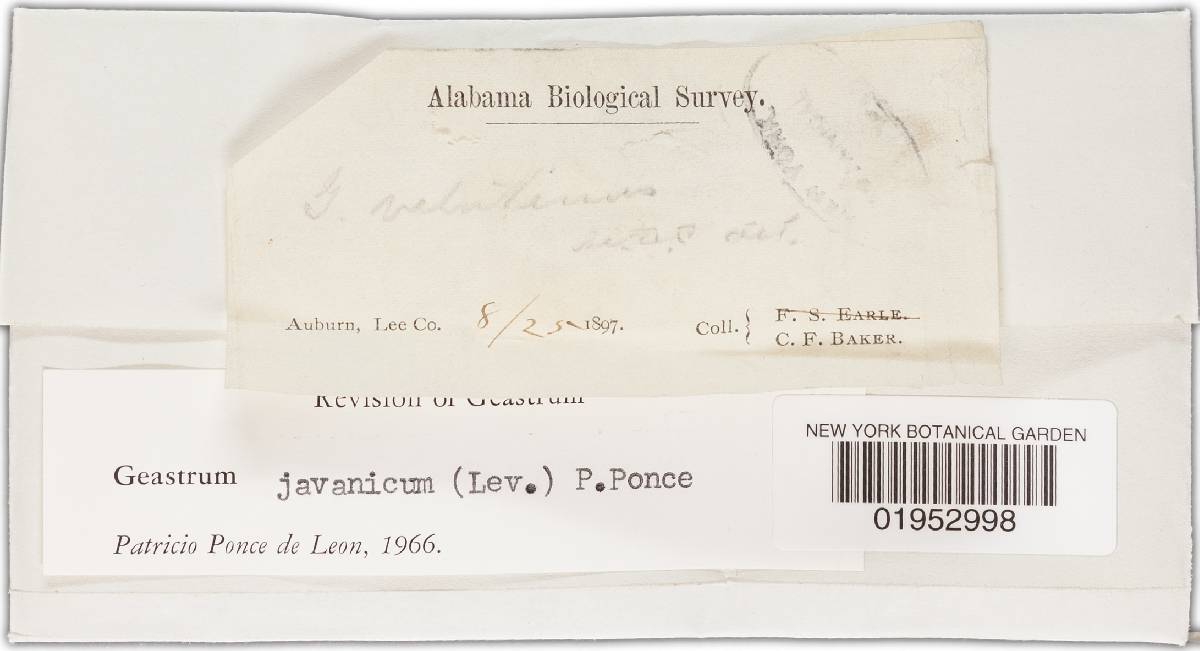 Alabama Biological Survey.
G. velutinus
det.
Auburn, Lee Co. 8/25 1897. Coll. { F. S. EARLE.
C. F. BAKER.
Revision of Geastrum
Geastrum javanicum (Lev.) P.Ponce
Patricio Ponce de Leon, 1966.
NEW YORK BOTANICAL GARDEN
01952998